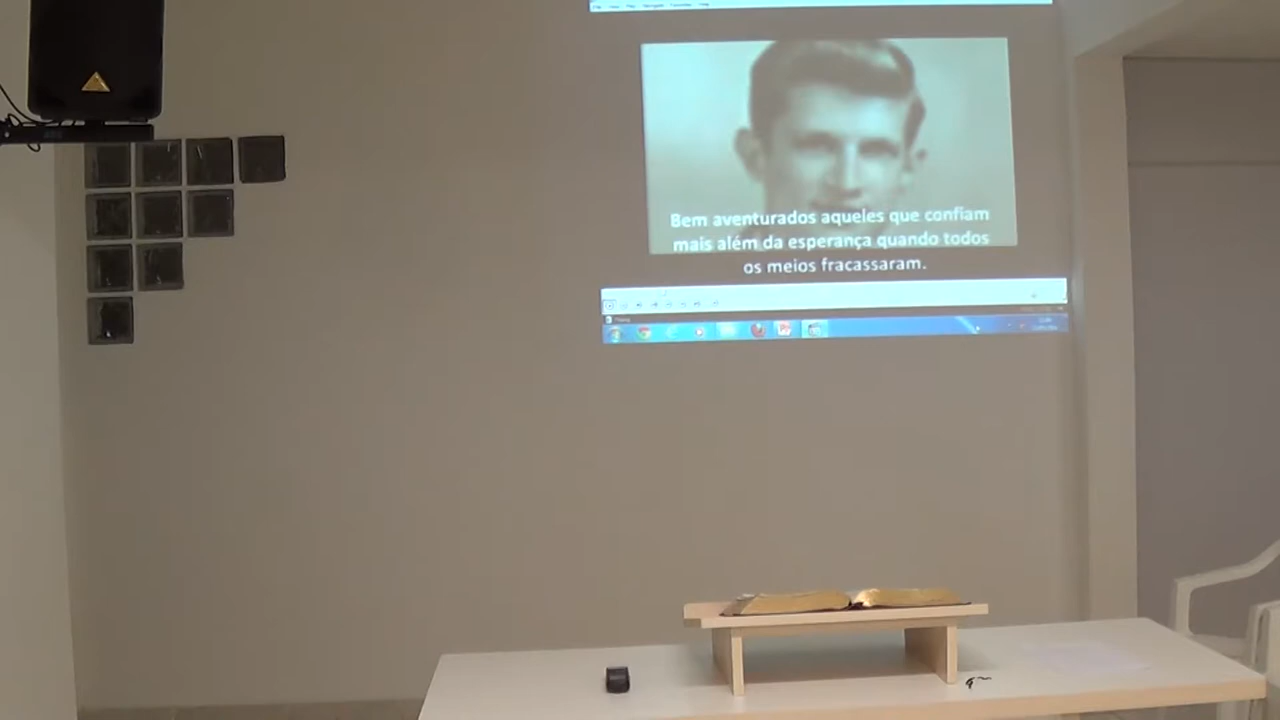 Bem aventurados aqueles que confiam
mais além da esperança quando todos
os meios fracassaram.